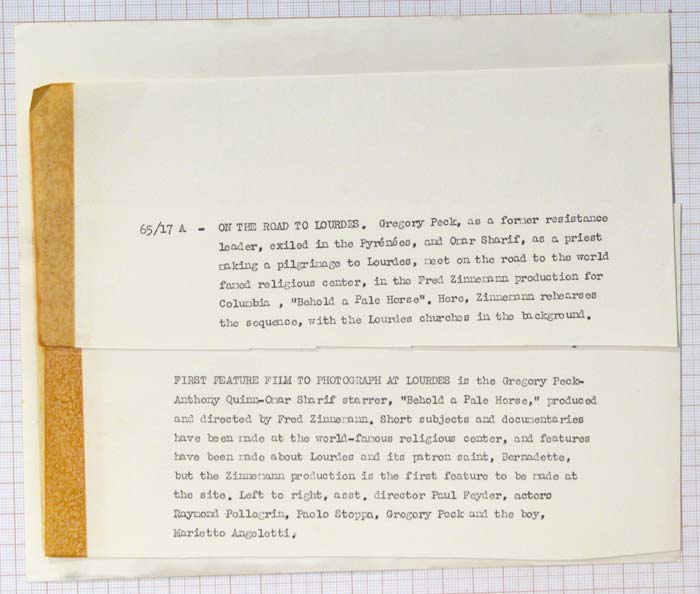 65/17 A - ON THE ROAD TO LOURDES. Gregory Peck, as a former resistance
leader, exiled in the Pyrénées, and Omar Sharif, as a priest
making a pilgrimage to Lourdes, meet on the road to the world
famed religious center, in the Fred Zinnemann production for
Columbia , "Behold a Pale Horse". Here, Zinnemann rehearses
the sequence, with the Lourdes churches in the background.
FIRST FEATURE FILM TO PHOTOGRAPH AT LOURDES is the Gregory Peck-
Anthony Quinn-Omar Sharif starrer, "Behold a Pale Horse," produced
and directed by Fred Zinnemann. Short subjects and documentaries
have been made at the world-famous religious center, and features
have been made about Lourdes and its patron saint, Bernadette,
but the Zinnemann production is the first feature to be made at
the site. Left to right, asst. director Paul Feyder, actors
Raymond Pellegrin, Paolo Stoppa, Gregory Peck and the boy,
Marietto Angeletti.